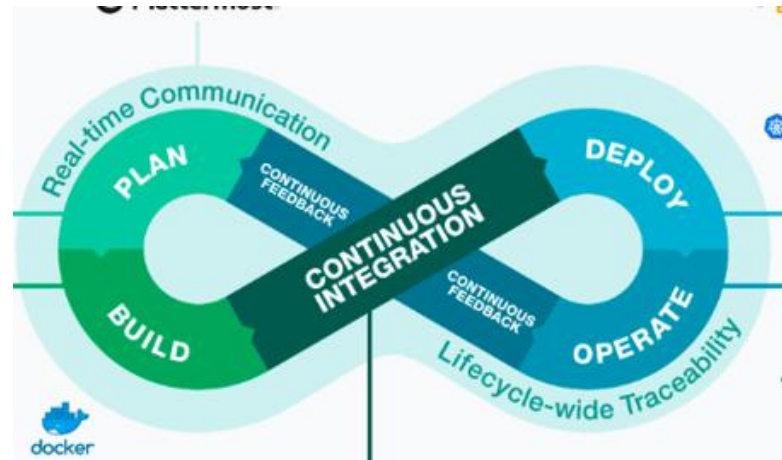 Real-time Communication
PLAN
CONTINUOUS
FEEDBACK
DEPLOY
CONTINUOUS
INTEGRATION
BUILD
CONTINUOUS
FEEDBACK
OPERATE
Lifecycle-wide Traceability
docker